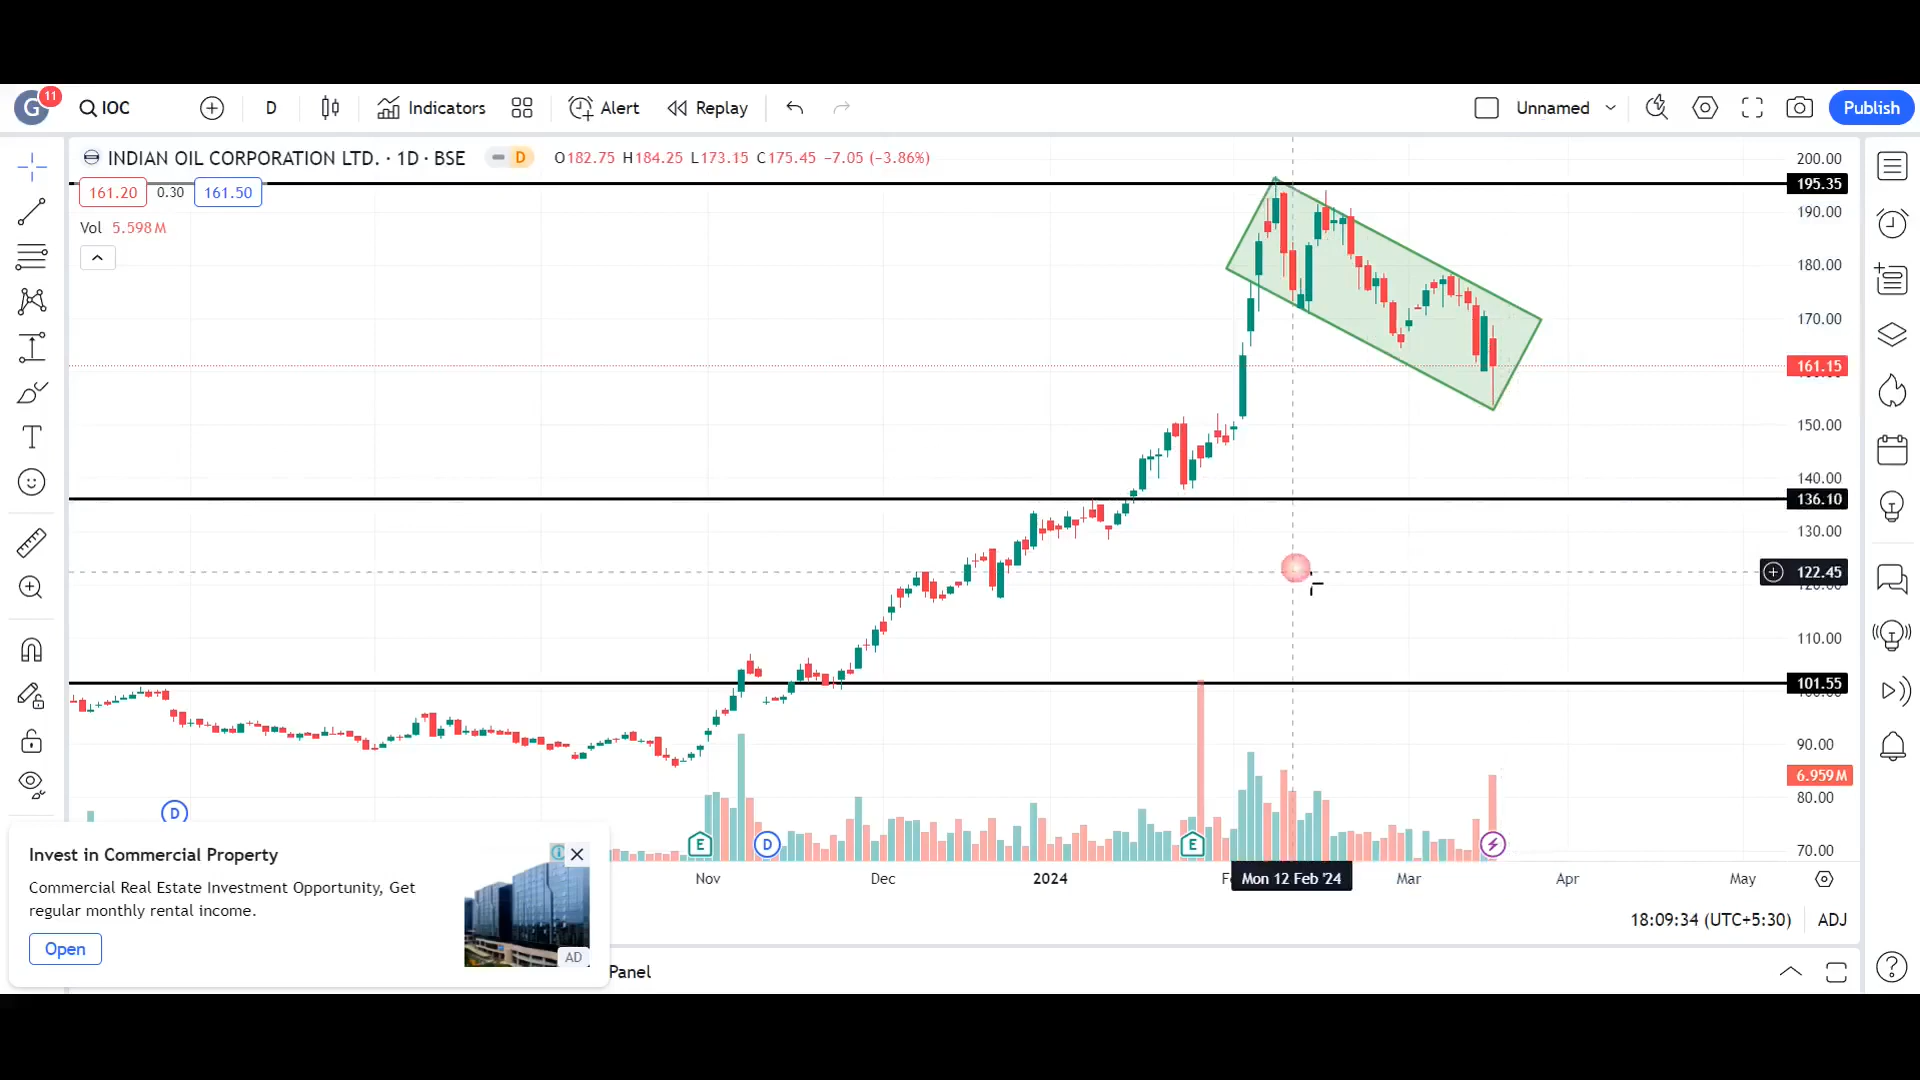 G 11 IOC D Indicators Alert Replay Unnamed Publish
INDIAN OIL CORPORATION LTD. · 1D · BSE D O182.75 H184.25 L173.15 C175.45 −7.05 (−3.86%)
161.20 0.30 161.50
Vol 5.598M
200.00
195.35
190.00
180.00
170.00
161.15
150.00
140.00
136.10
130.00
122.45
110.00
101.55
90.00
6.959M
80.00
70.00
D
E D E
Nov Dec 2024 Mon 12 Feb '24 Mar Apr May
Invest in Commercial Property
Commercial Real Estate Investment Opportunity, Get
regular monthly rental income.
Open
AD
18:09:34 (UTC+5:30) ADJ
Panel